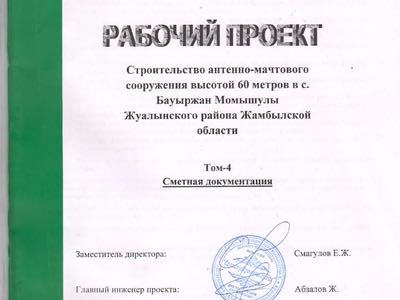 РАБОЧИЙ ПРОЕКТ
Строительство антенно-мачтового
сооружения высотой 60 метров в с.
Бауыржан Момышулы
Жуалынского района Жамбылской
области
Том-4
Сметная документация
Заместитель директора: Смагулов Е.Ж.
Главный инженер проекта: Абзалов Ж.